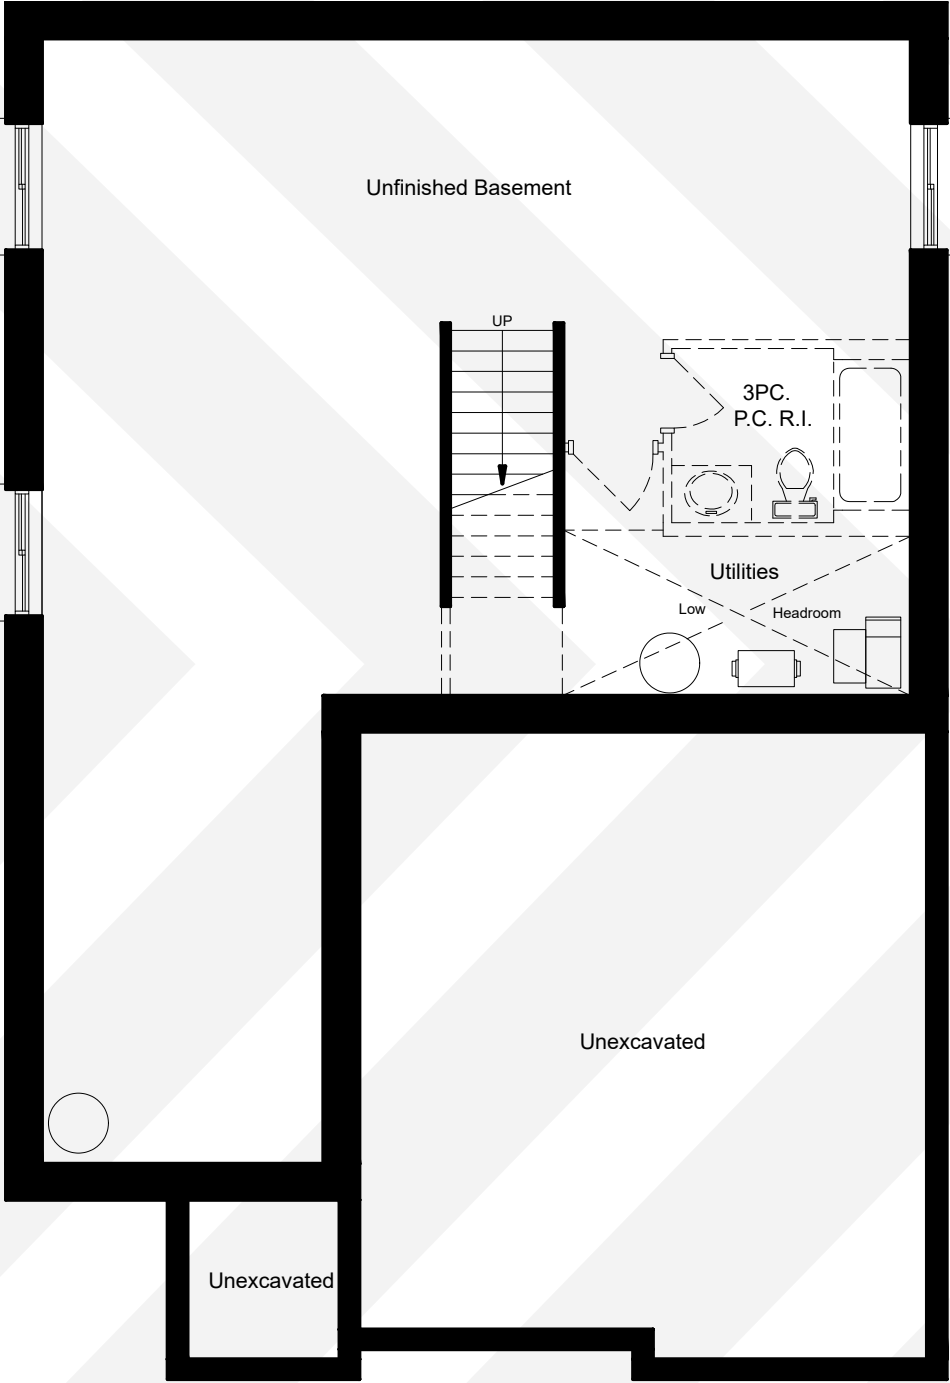 Unfinished Basement
UP
3PC.
P.C. R.I.
Utilities
Low Headroom
Unexcavated
Unexcavated